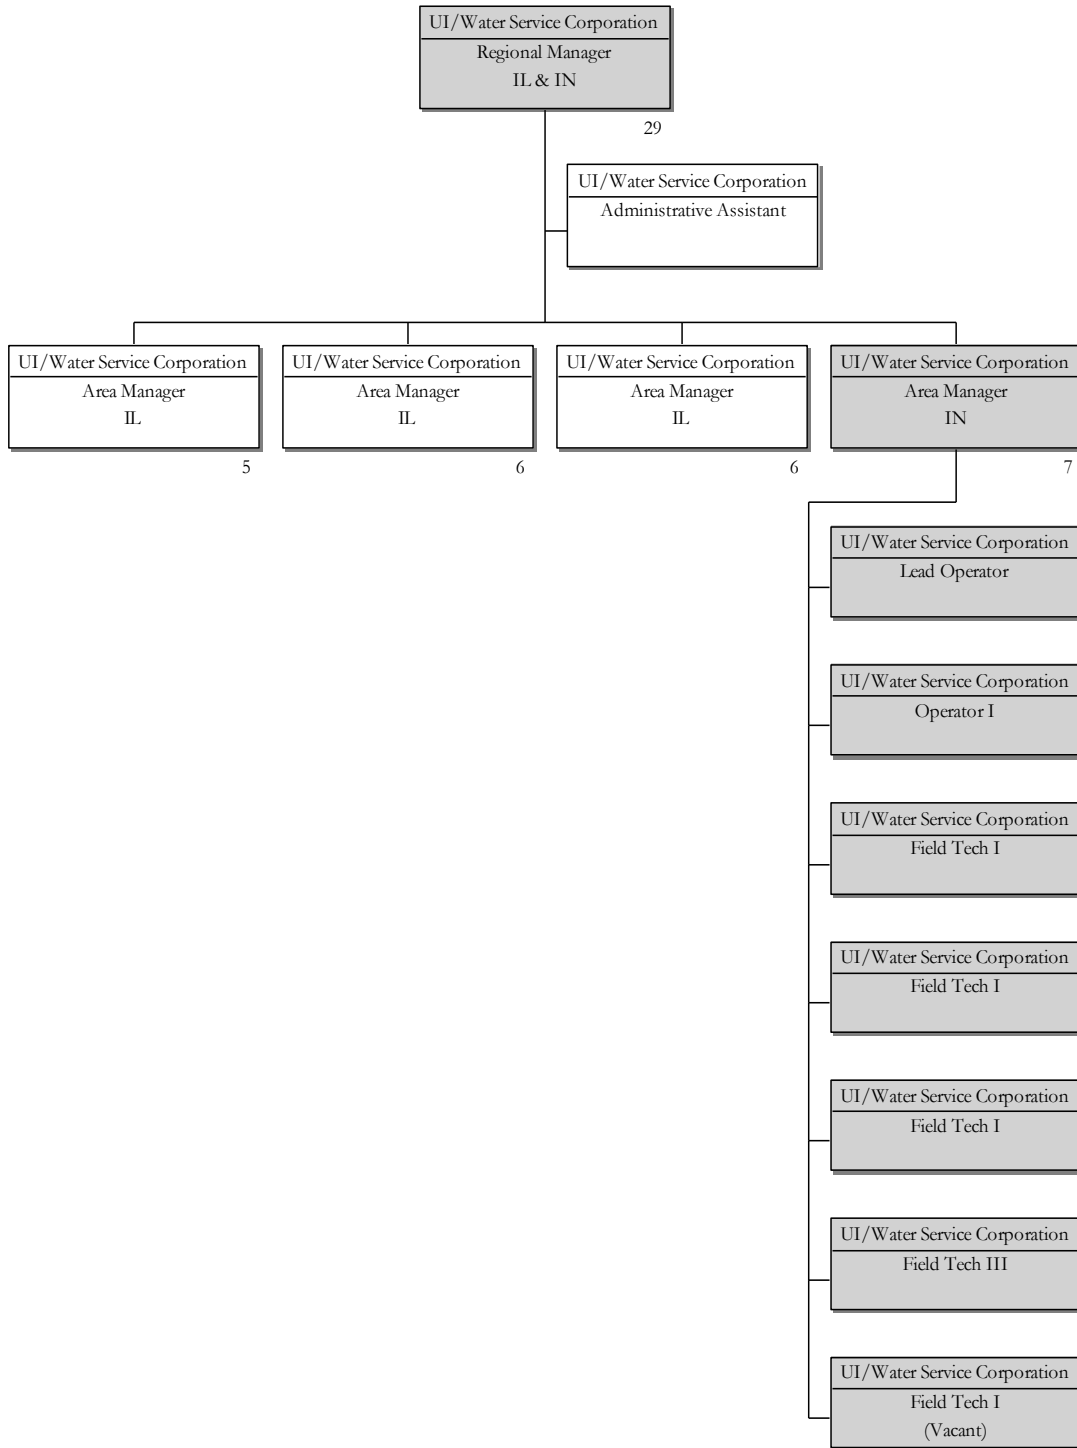 UI/Water Service Corporation
Regional Manager
IL & IN
29
UI/Water Service Corporation
Administrative Assistant
UI/Water Service Corporation
Area Manager
IL
5
UI/Water Service Corporation
Area Manager
IL
6
UI/Water Service Corporation
Area Manager
IL
6
UI/Water Service Corporation
Area Manager
IN
7
UI/Water Service Corporation
Lead Operator
UI/Water Service Corporation
Operator I
UI/Water Service Corporation
Field Tech I
UI/Water Service Corporation
Field Tech I
UI/Water Service Corporation
Field Tech I
UI/Water Service Corporation
Field Tech III
UI/Water Service Corporation
Field Tech I
(Vacant)